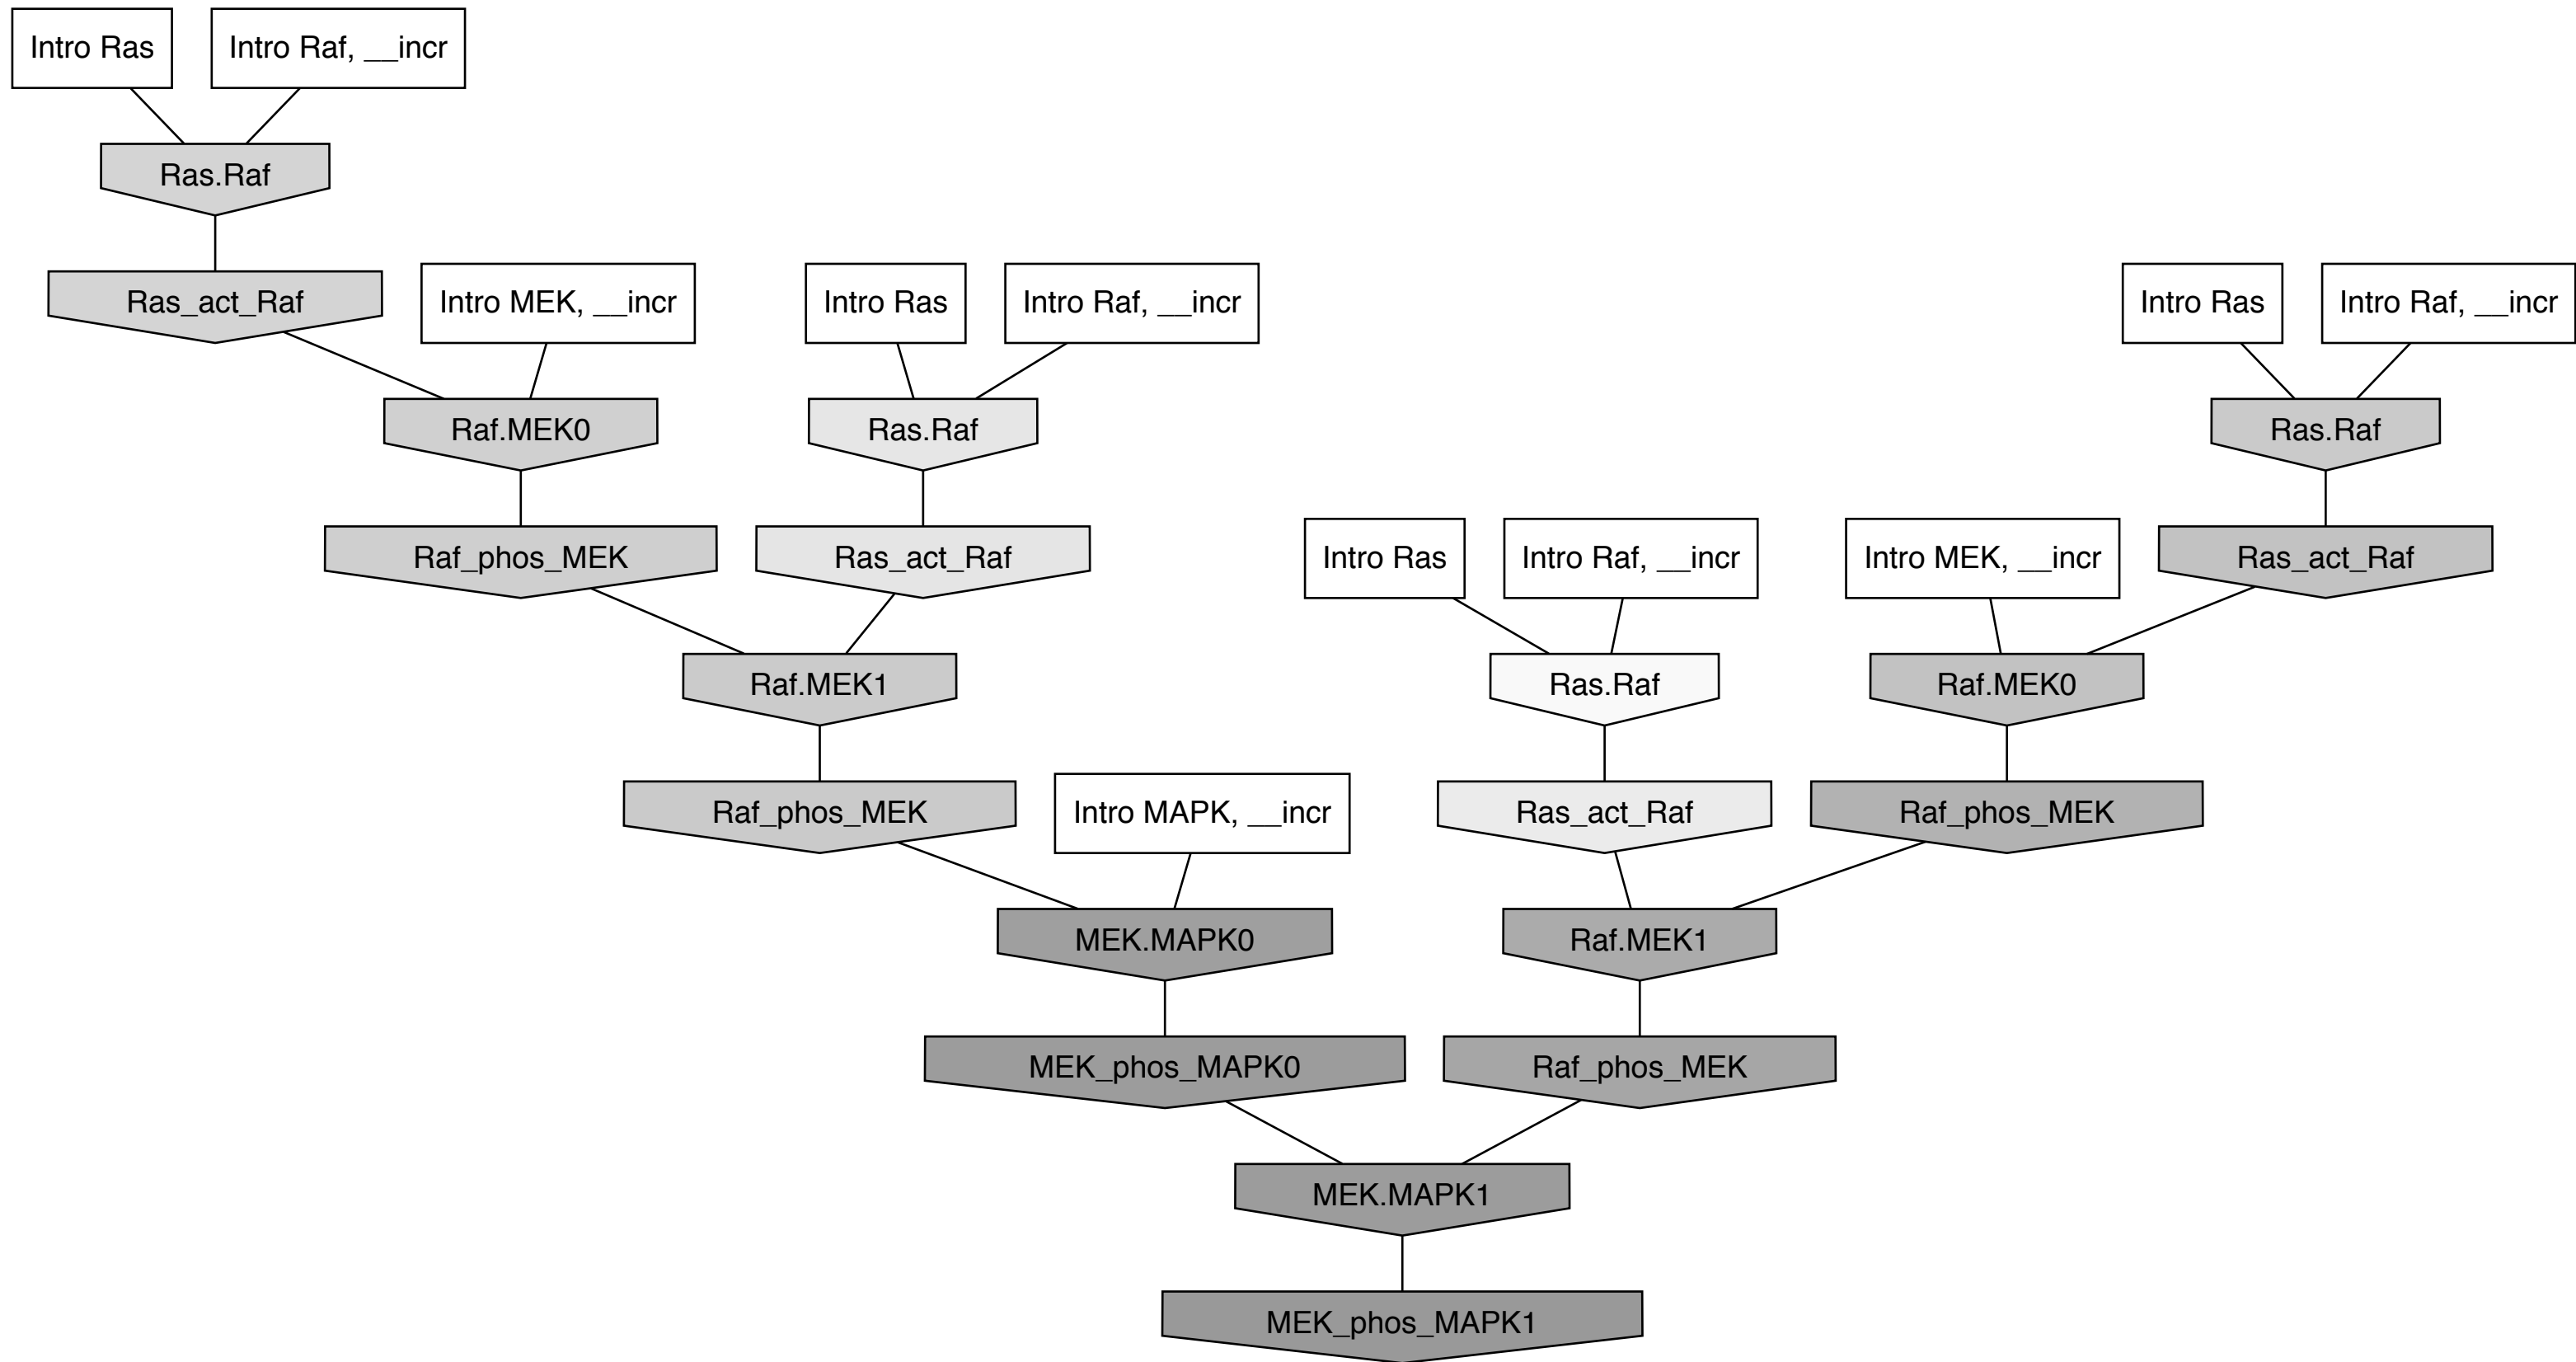 Intro Ras
Intro Raf, __incr
Ras.Raf
Ras_act_Raf
Intro MEK, __incr
Intro Ras
Intro Raf, __incr
Intro Ras
Intro Raf, __incr
Raf.MEK0
Ras.Raf
Ras.Raf
Raf_phos_MEK
Ras_act_Raf
Intro Ras
Intro Raf, __incr
Intro MEK, __incr
Ras_act_Raf
Raf.MEK1
Ras.Raf
Raf.MEK0
Raf_phos_MEK
Intro MAPK, __incr
Ras_act_Raf
Raf_phos_MEK
MEK.MAPK0
Raf.MEK1
MEK_phos_MAPK0
Raf_phos_MEK
MEK.MAPK1
MEK_phos_MAPK1